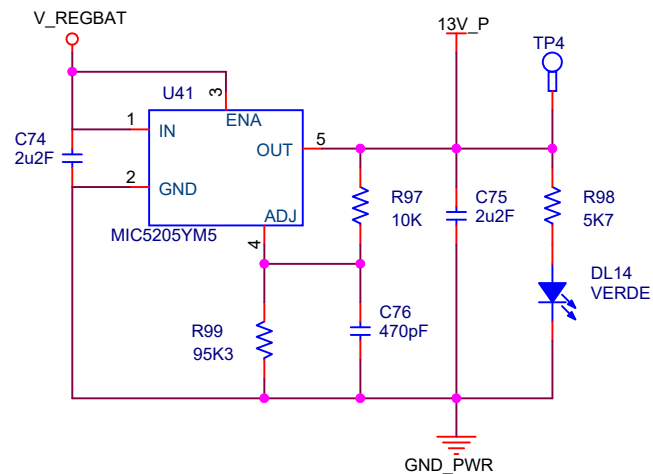 V_REGBAT
13V_P
TP4
U41
3
ENA
C74
2u2F
1
IN
5
OUT
2
GND
R97
10K
C75
2u2F
R98
5K7
ADJ
MIC5205YM5
4
DL14
VERDE
C76
470pF
R99
95K3
GND_PWR